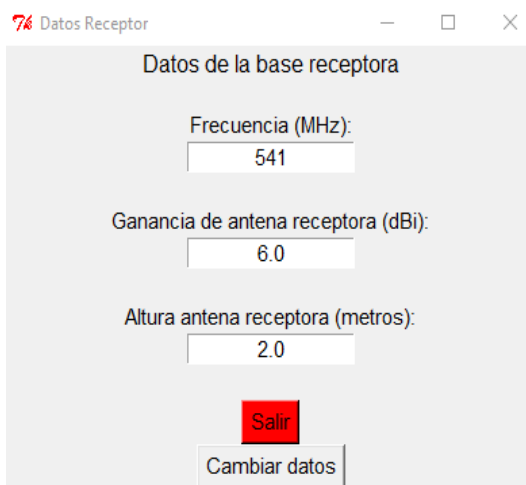 Datos Receptor
Datos de la base receptora
Frecuencia (MHz):
541
Ganancia de antena receptora (dBi):
6.0
Altura antena receptora (metros):
2.0
Salir
Cambiar datos